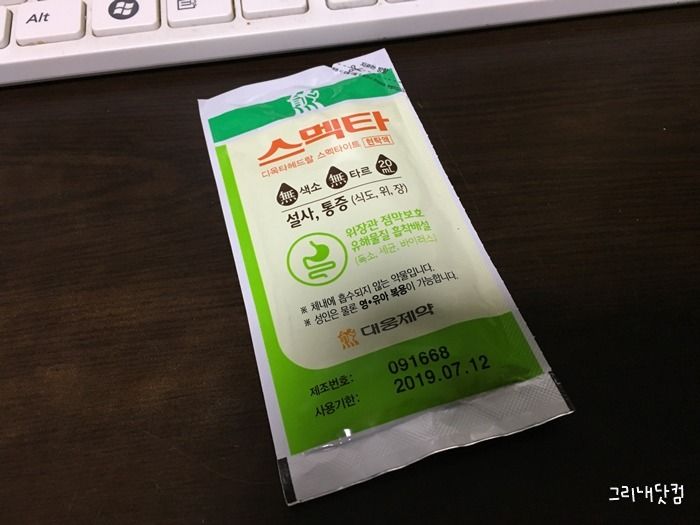 Alt
스멕타
디옥타헤드랄 스멕타이트 현탁액
無 색소 無 타르 20 mL
설사, 통증 (식도, 위, 장)
위장관 점막보호
유해물질 흡착배설
(독소, 세균, 바이러스)
※ 체내에 흡수되지 않는 약물입니다.
※ 성인은 물론 영•유아 복용이 가능합니다.
대웅제약
제조번호: 091668
사용기한: 2019.07.12
그리내닷컴